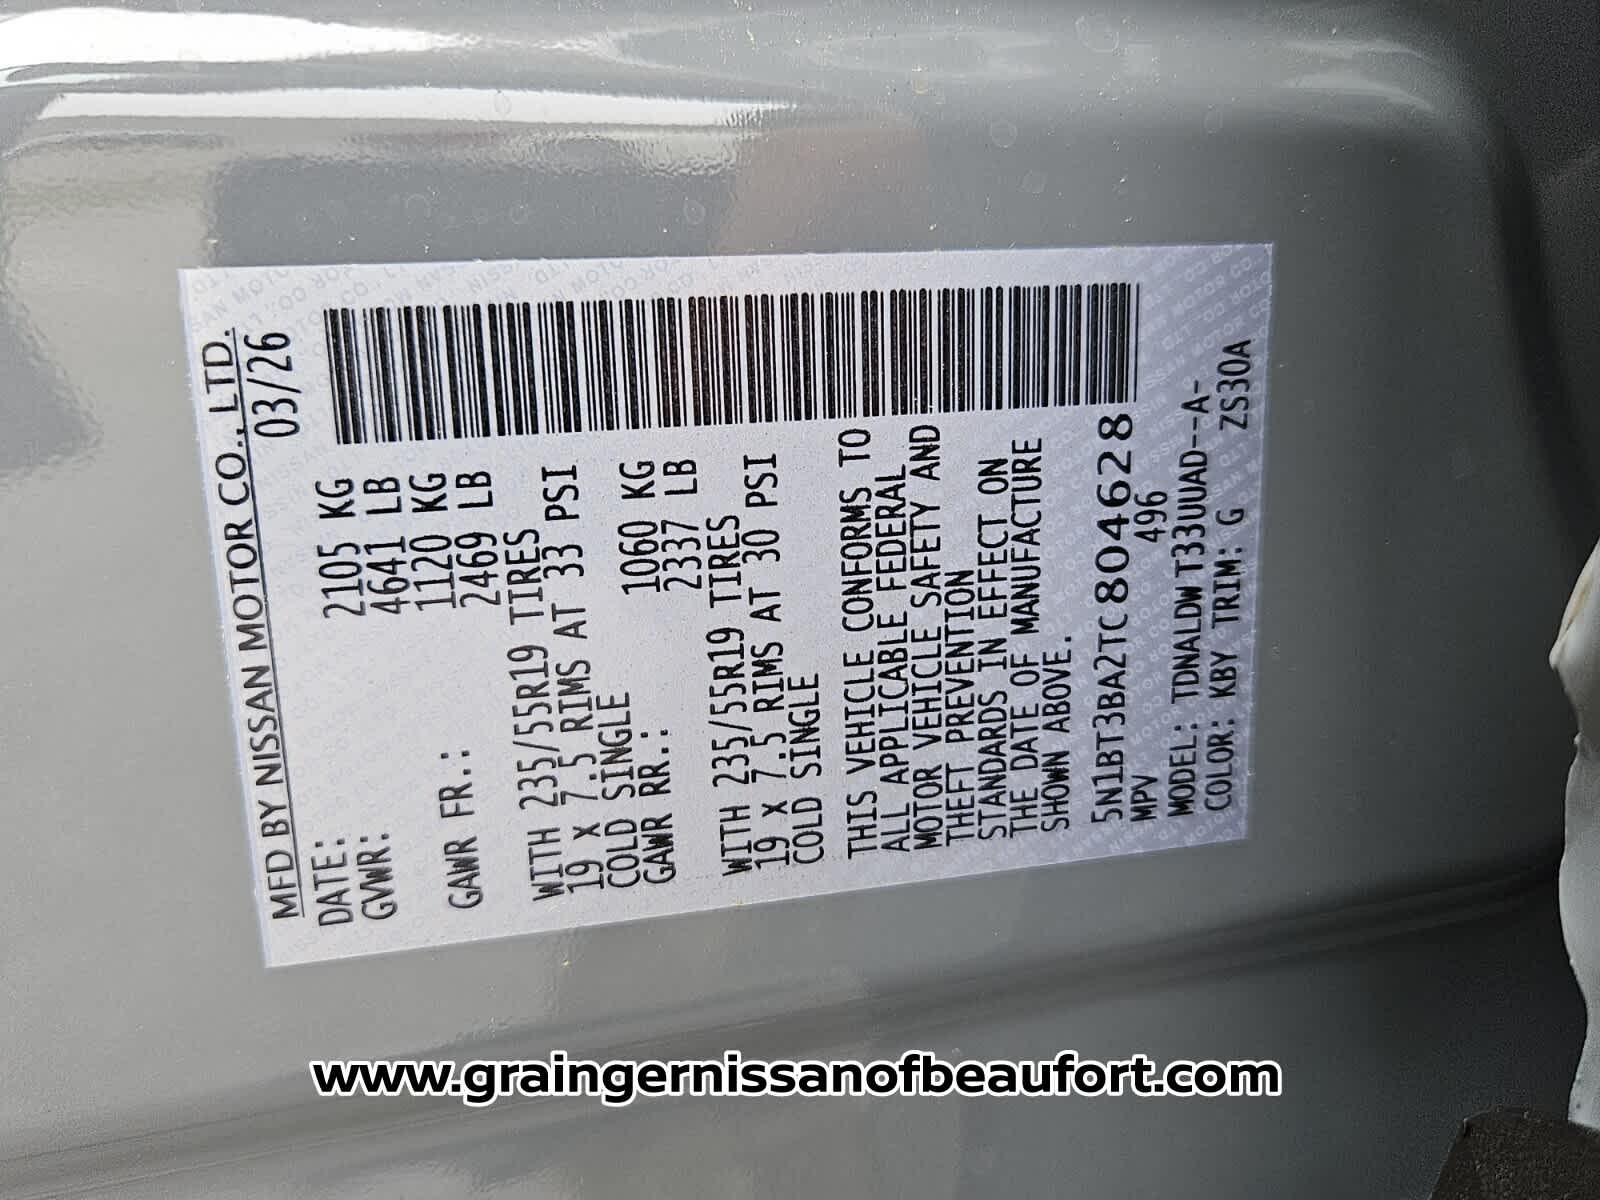 MFD BY NISSAN MOTOR CO., LTD.
DATE: 03/26
GVWR: 2105 KG
4641 LB
GAWR FR.: 1120 KG
2469 LB
WITH 235/55R19 TIRES
19 X 7.5 RIMS AT 33 PSI
COLD SINGLE
GAWR RR.: 1060 KG
2337 LB
WITH 235/55R19 TIRES
19 X 7.5 RIMS AT 30 PSI
COLD SINGLE
THIS VEHICLE CONFORMS TO
ALL APPLICABLE FEDERAL
MOTOR VEHICLE SAFETY AND
THEFT PREVENTION
STANDARDS IN EFFECT ON
THE DATE OF MANUFACTURE
SHOWN ABOVE.
5N1BT3BA2TC804628
MPV 496
MODEL: TDNALDW T33UUAD--A-
COLOR: KBY TRIM: G ZS30A
www.graingernissanofbeaufort.com